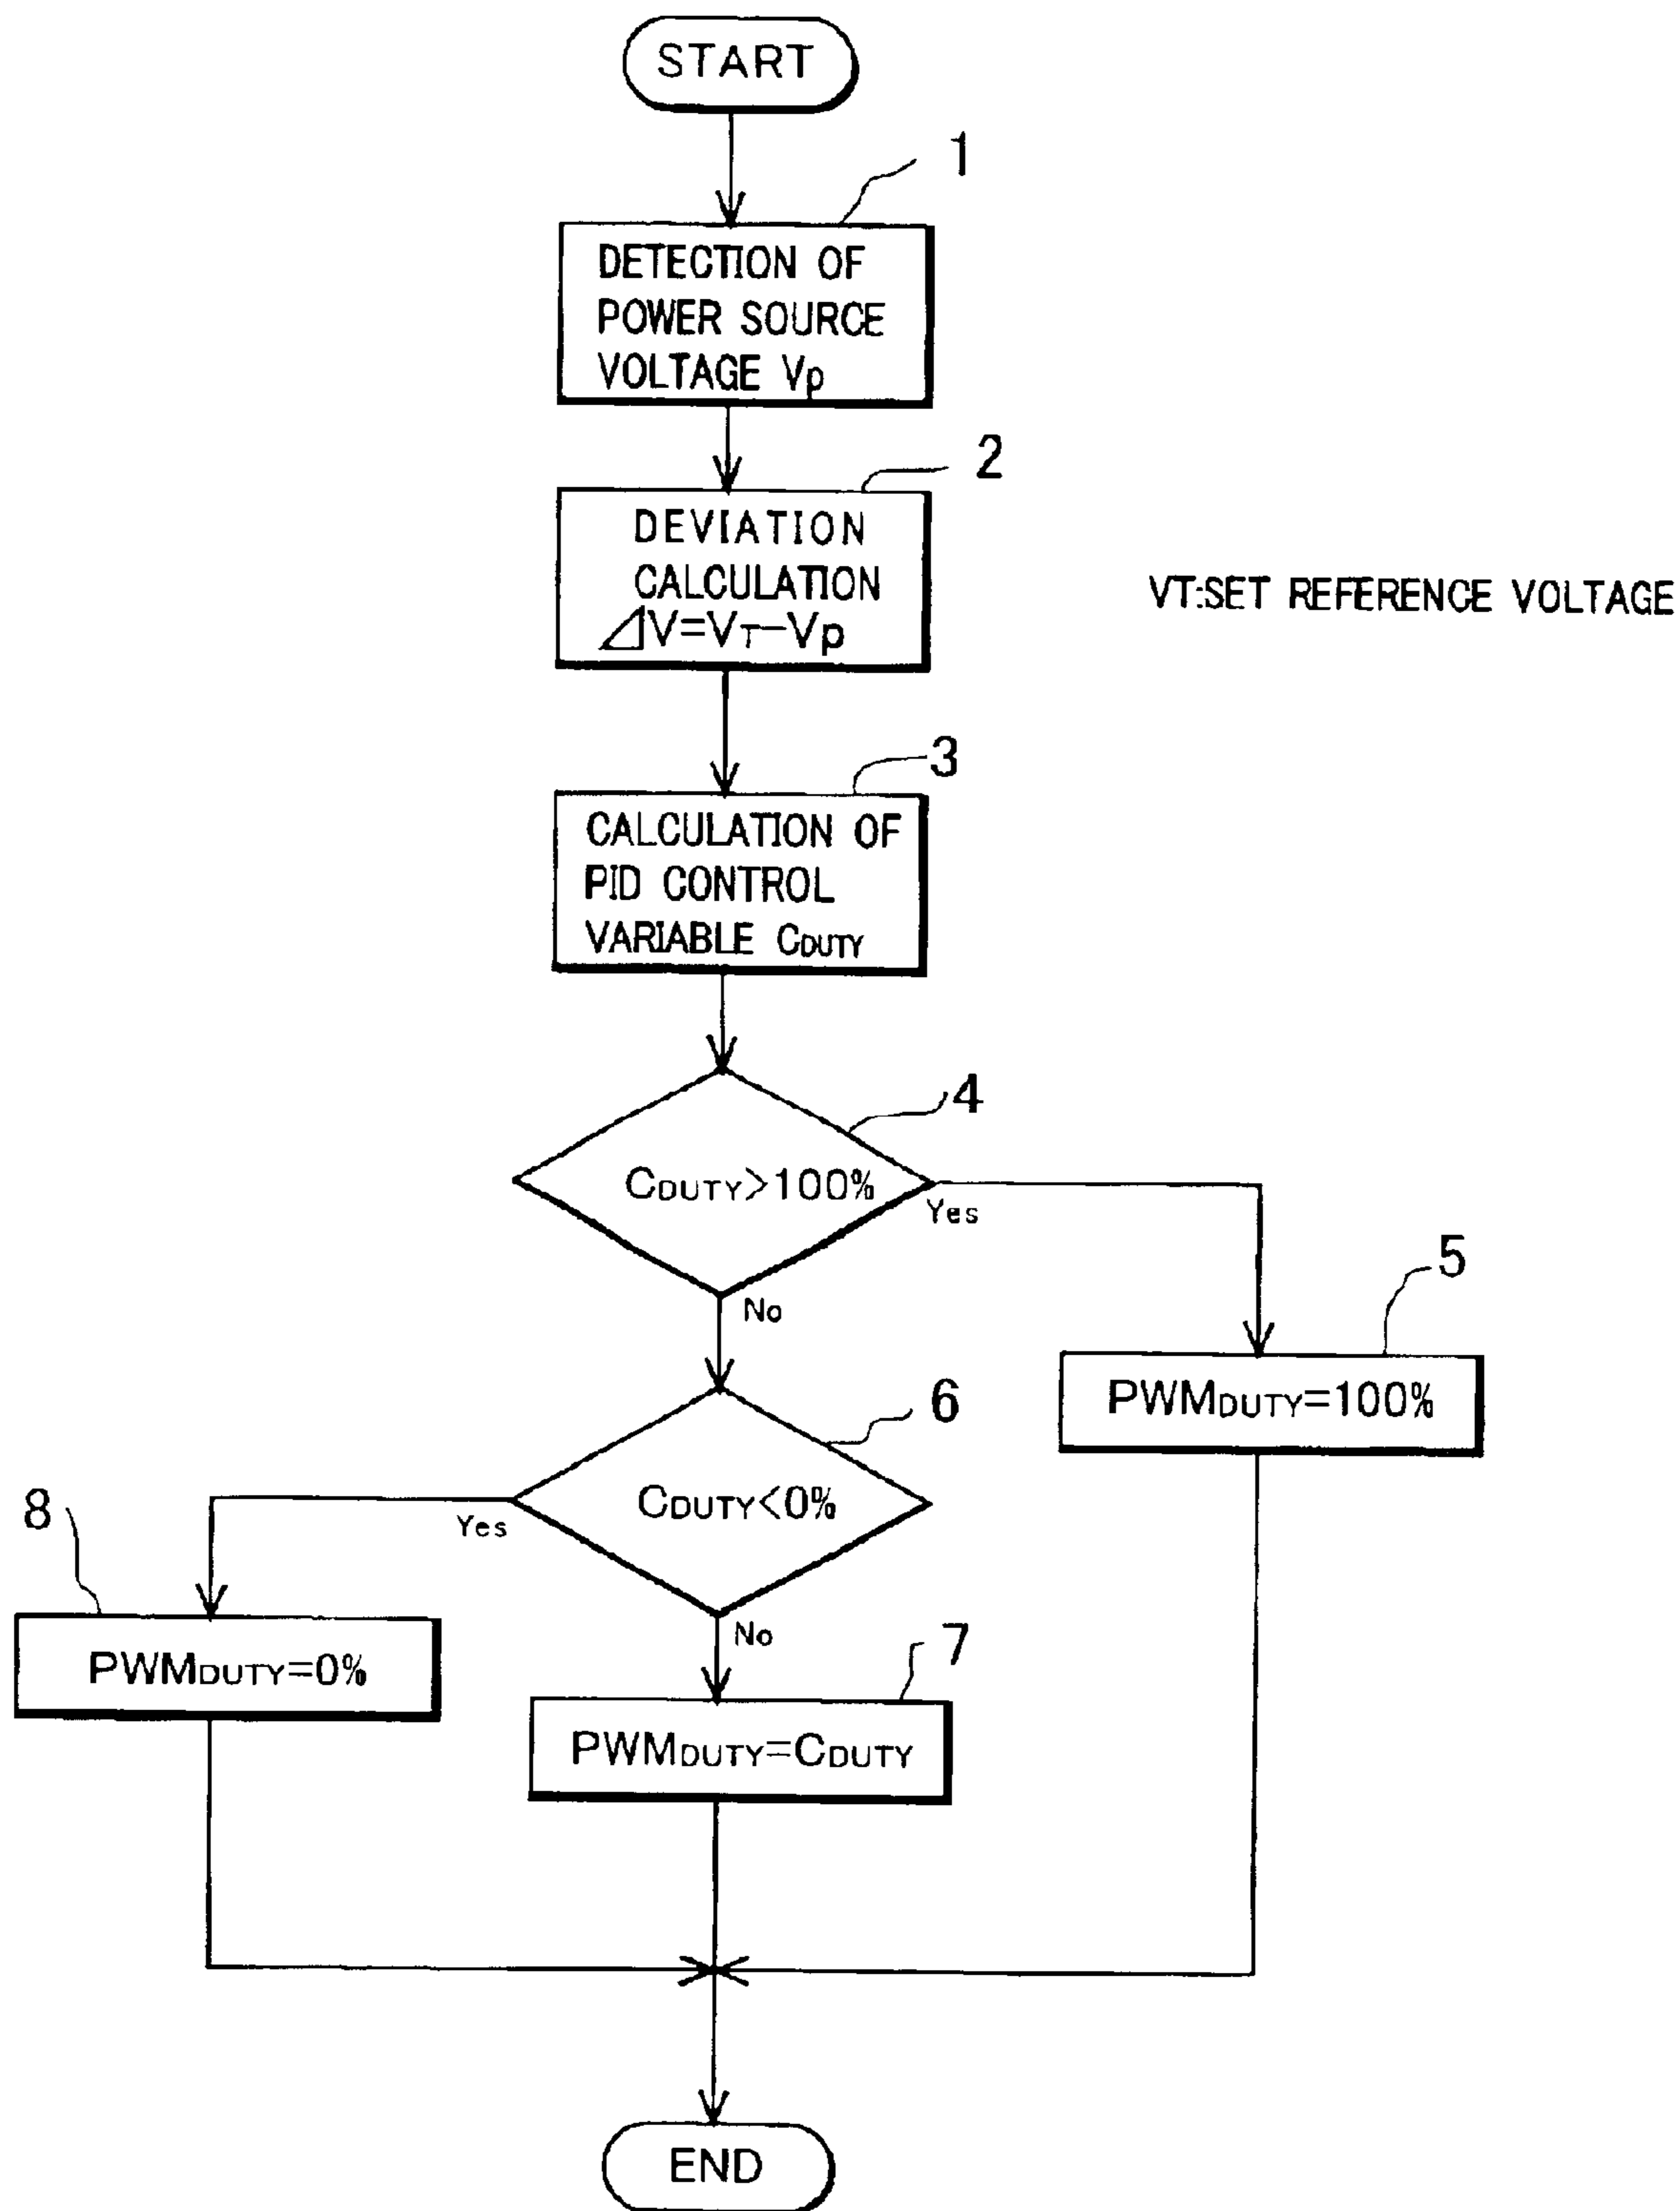 START
1
DETECTION OF
POWER SOURCE
VOLTAGE Vp
2
DEVIATION
CALCULATION
⊿V=VT−Vp
VT:SET REFERENCE VOLTAGE
3
CALCULATION OF
PID CONTROL
VARIABLE CDUTY
4
CDUTY>100%
Yes
No
5
PWMDUTY=100%
6
CDUTY<0%
Yes
No
8
PWMDUTY=0%
7
PWMDUTY=CDUTY
END